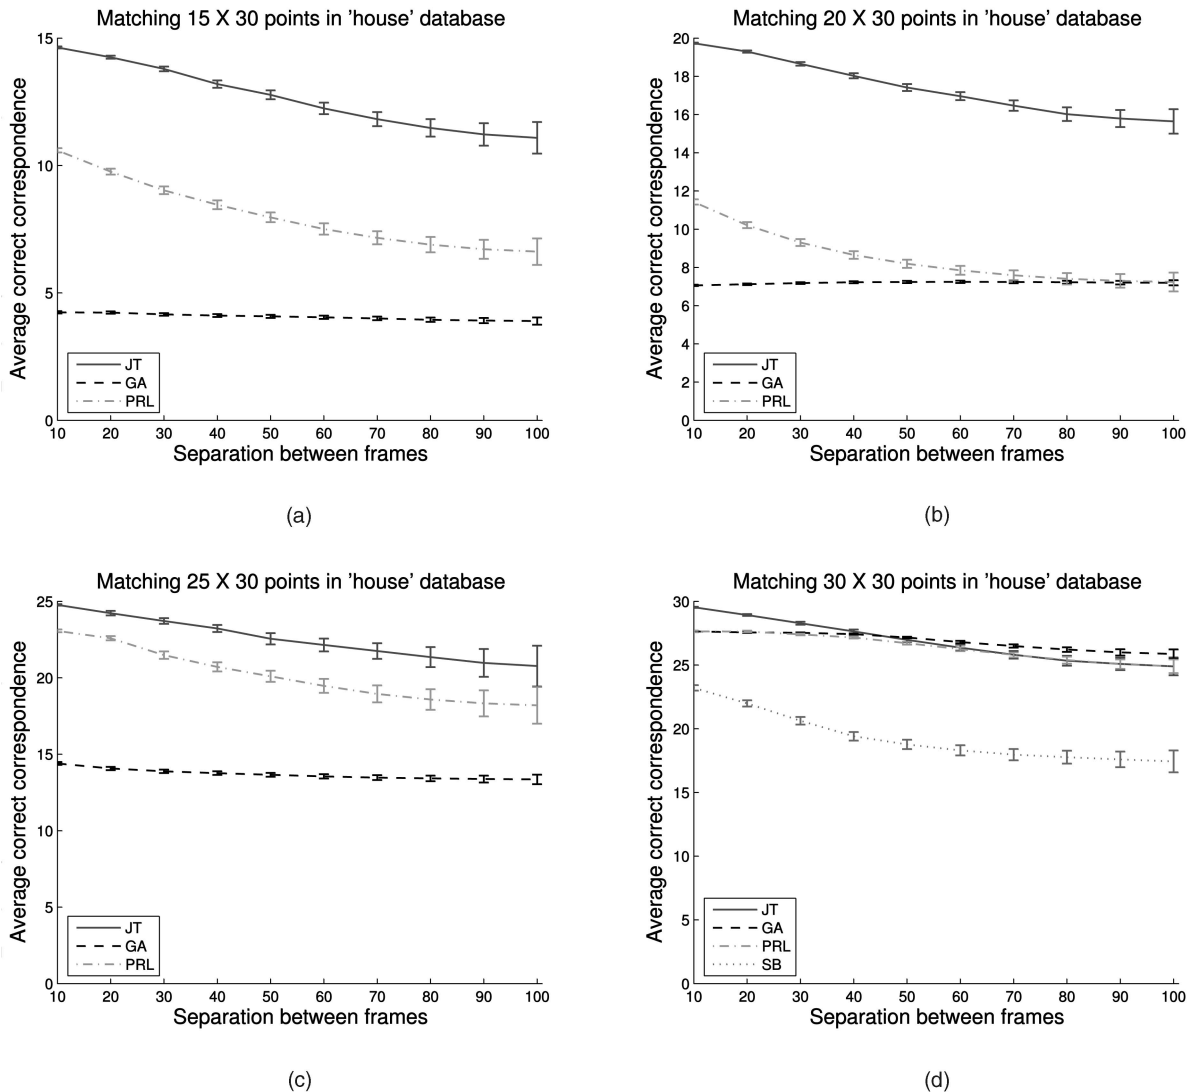 Matching 15 X 30 points in 'house' database
Average correct correspondence
15
10
5
0
JT
GA
PRL
10 20 30 40 50 60 70 80 90 100
Separation between frames
(a)
Matching 20 X 30 points in 'house' database
Average correct correspondence
20
18
16
14
12
10
8
6
4
2
0
JT
GA
PRL
10 20 30 40 50 60 70 80 90 100
Separation between frames
(b)
Matching 25 X 30 points in 'house' database
Average correct correspondence
25
20
15
10
5
0
JT
GA
PRL
10 20 30 40 50 60 70 80 90 100
Separation between frames
(c)
Matching 30 X 30 points in 'house' database
Average correct correspondence
30
25
20
15
10
5
0
JT
GA
PRL
SB
10 20 30 40 50 60 70 80 90 100
Separation between frames
(d)